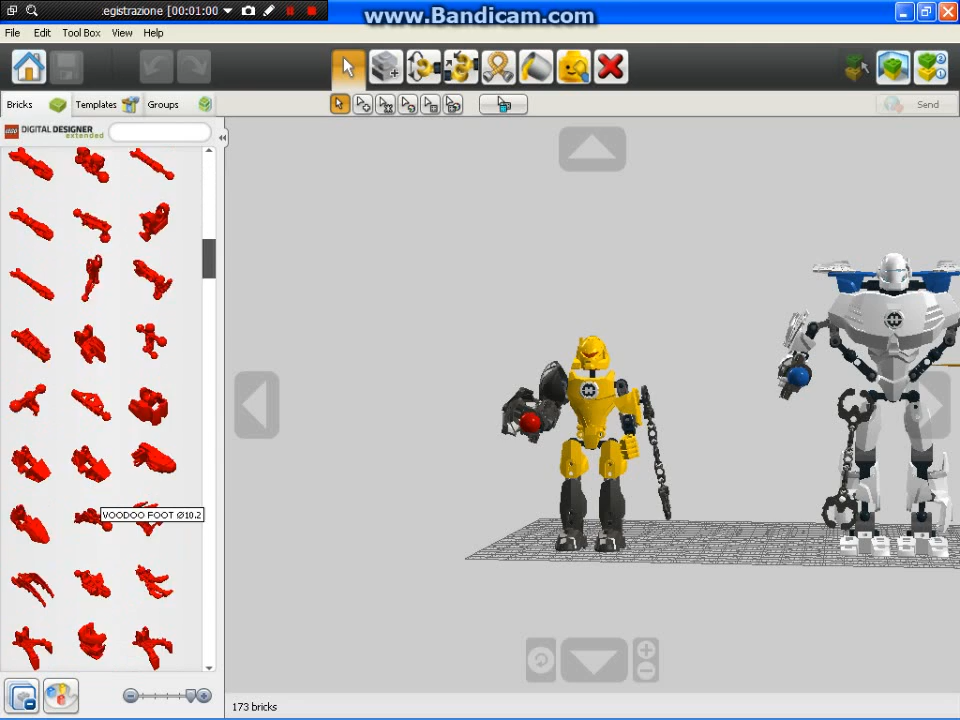 .egistrazione [00:01:00
www.Bandicam.com
File Edit Tool Box View Help
Bricks Templates Groups
Send
LEGO DIGITAL DESIGNER
extended
VOODOO FOOT Ø10.2
173 bricks